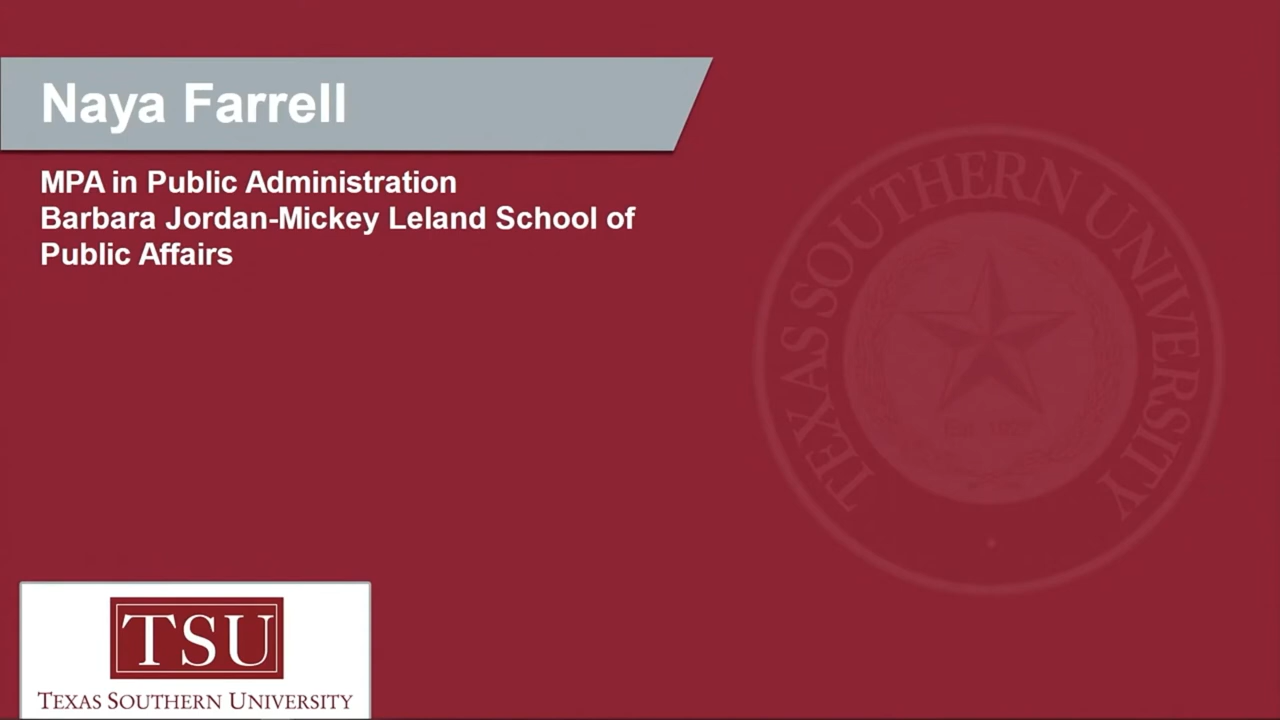 Naya Farrell
MPA in Public Administration
Barbara Jordan-Mickey Leland School of
Public Affairs
TEXAS SOUTHERN UNIVERSITY
TSU
TEXAS SOUTHERN UNIVERSITY